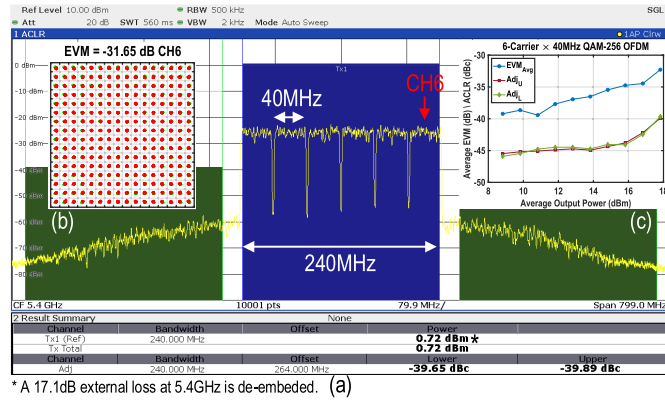 Ref Level 10.00 dBm RBW 500 kHz SGL
Att 20 dB SWT 560 ms VBW 2 kHz Mode Auto Sweep
1 ACLR 1AP Clrw
EVM = -31.65 dB CH6
0 dBm
Tx1
CH6
40MHz
6-Carrier × 40MHz QAM-256 OFDM
Average EVM (dB) \ ACLR (dBc)
-30
-35
-40
-45
-50
EVM Avg
Adj U
Adj L
8 10 12 14 16 18
Average Output Power (dBm)
(b)
(c)
-60 dBm
-70 dBm
-80 dBm
240MHz
CF 5.4 GHz 10001 pts 79.9 MHz/ Span 799.0 MHz
2 Result Summary None
Channel Bandwidth Offset Power
Tx1 (Ref) 240.000 MHz 0.72 dBm *
Tx Total 0.72 dBm
Channel Bandwidth Offset Lower Upper
Adj 240.000 MHz 264.000 MHz -39.65 dBc -39.89 dBc
* A 17.1dB external loss at 5.4GHz is de-embeded. (a)